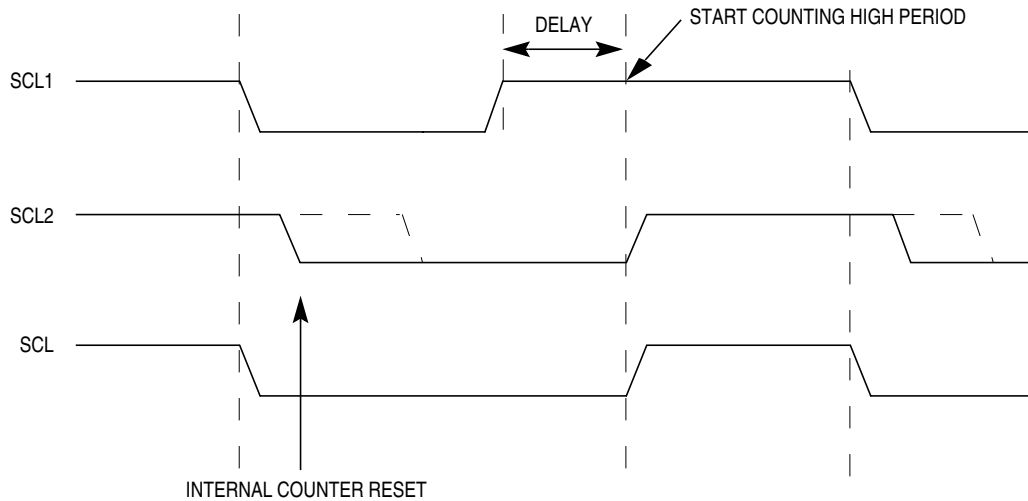 START COUNTING HIGH PERIOD
DELAY
SCL1
SCL2
SCL
INTERNAL COUNTER RESET